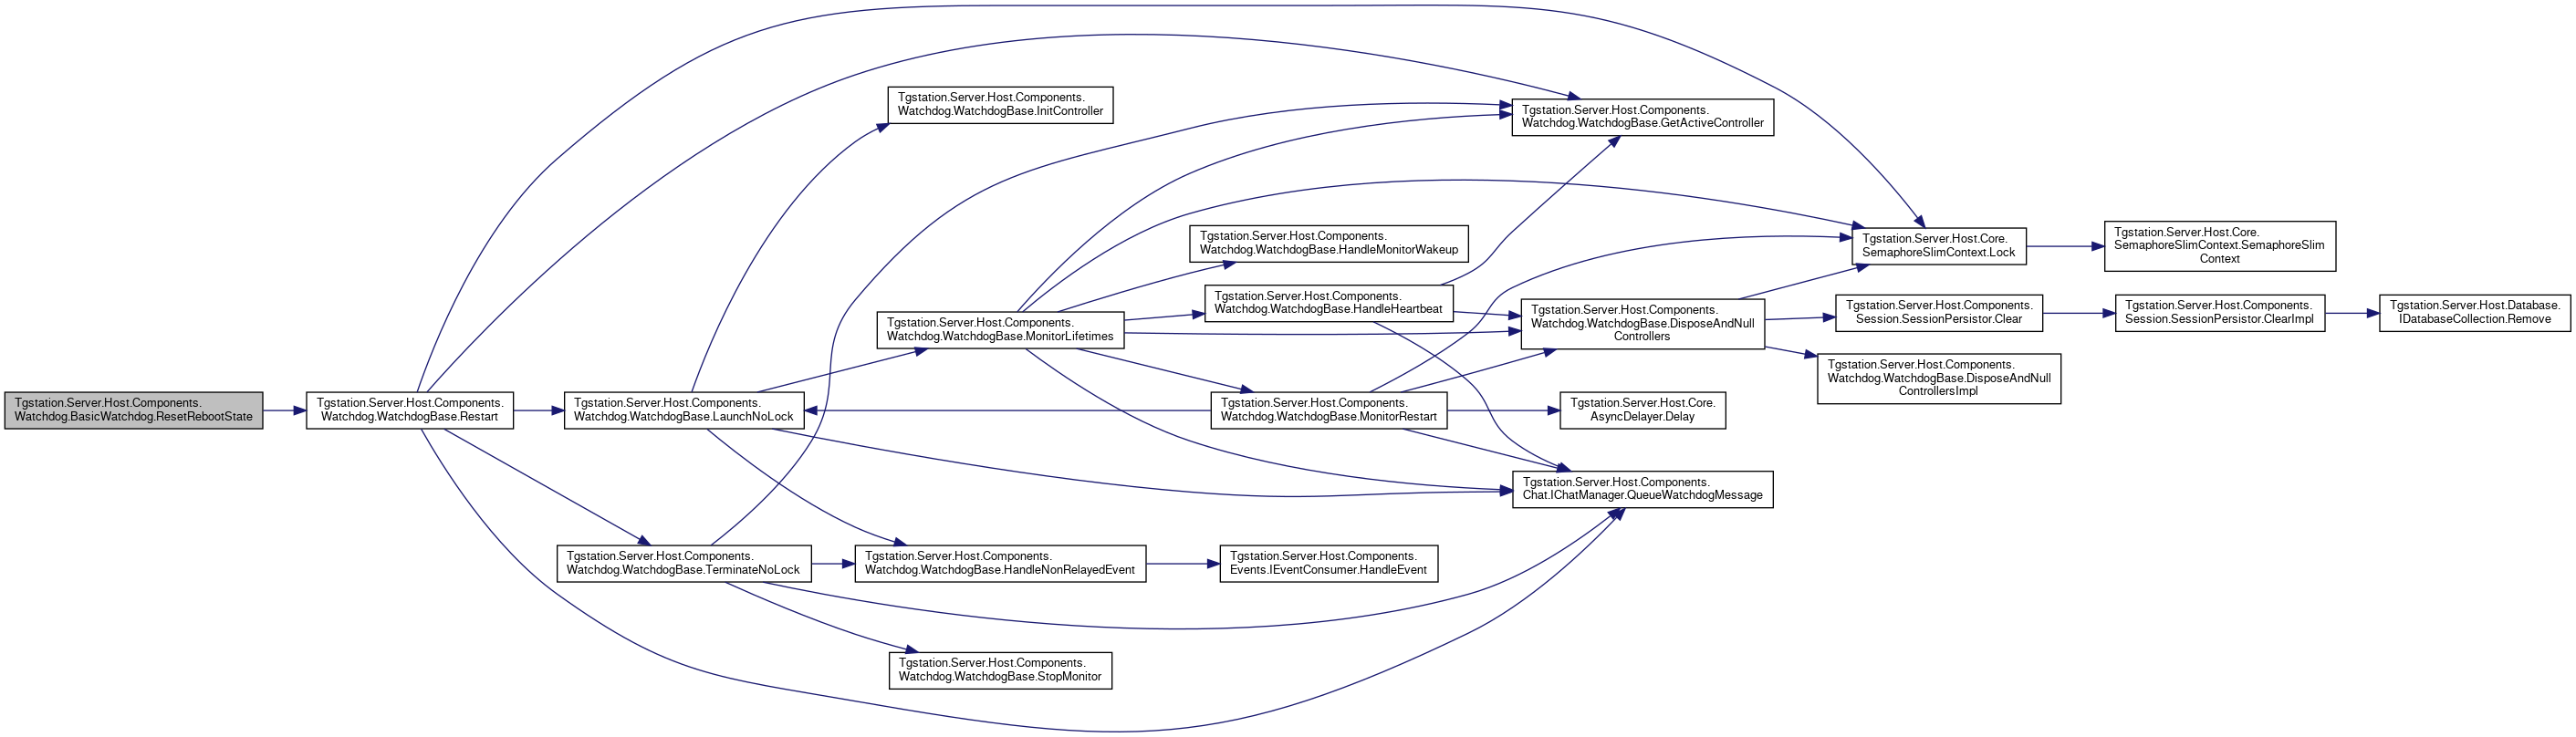 Tgstation.Server.Host.Components.
Watchdog.BasicWatchdog.ResetRebootState
Tgstation.Server.Host.Components.
Watchdog.WatchdogBase.Restart
Tgstation.Server.Host.Components.
Watchdog.WatchdogBase.LaunchNoLock
Tgstation.Server.Host.Components.
Watchdog.WatchdogBase.TerminateNoLock
Tgstation.Server.Host.Components.
Watchdog.WatchdogBase.InitController
Tgstation.Server.Host.Components.
Watchdog.WatchdogBase.MonitorLifetimes
Tgstation.Server.Host.Components.
Watchdog.WatchdogBase.HandleNonRelayedEvent
Tgstation.Server.Host.Components.
Watchdog.WatchdogBase.StopMonitor
Tgstation.Server.Host.Components.
Watchdog.WatchdogBase.HandleMonitorWakeup
Tgstation.Server.Host.Components.
Watchdog.WatchdogBase.HandleHeartbeat
Tgstation.Server.Host.Components.
Watchdog.WatchdogBase.MonitorRestart
Tgstation.Server.Host.Components.
Events.IEventConsumer.HandleEvent
Tgstation.Server.Host.Components.
Watchdog.WatchdogBase.GetActiveController
Tgstation.Server.Host.Components.
Watchdog.WatchdogBase.DisposeAndNull
Controllers
Tgstation.Server.Host.Core.
AsyncDelayer.Delay
Tgstation.Server.Host.Components.
Chat.IChatManager.QueueWatchdogMessage
Tgstation.Server.Host.Core.
SemaphoreSlimContext.Lock
Tgstation.Server.Host.Components.
Session.SessionPersistor.Clear
Tgstation.Server.Host.Components.
Watchdog.WatchdogBase.DisposeAndNull
ControllersImpl
Tgstation.Server.Host.Core.
SemaphoreSlimContext.SemaphoreSlim
Context
Tgstation.Server.Host.Components.
Session.SessionPersistor.ClearImpl
Tgstation.Server.Host.Database.
IDatabaseCollection.Remove